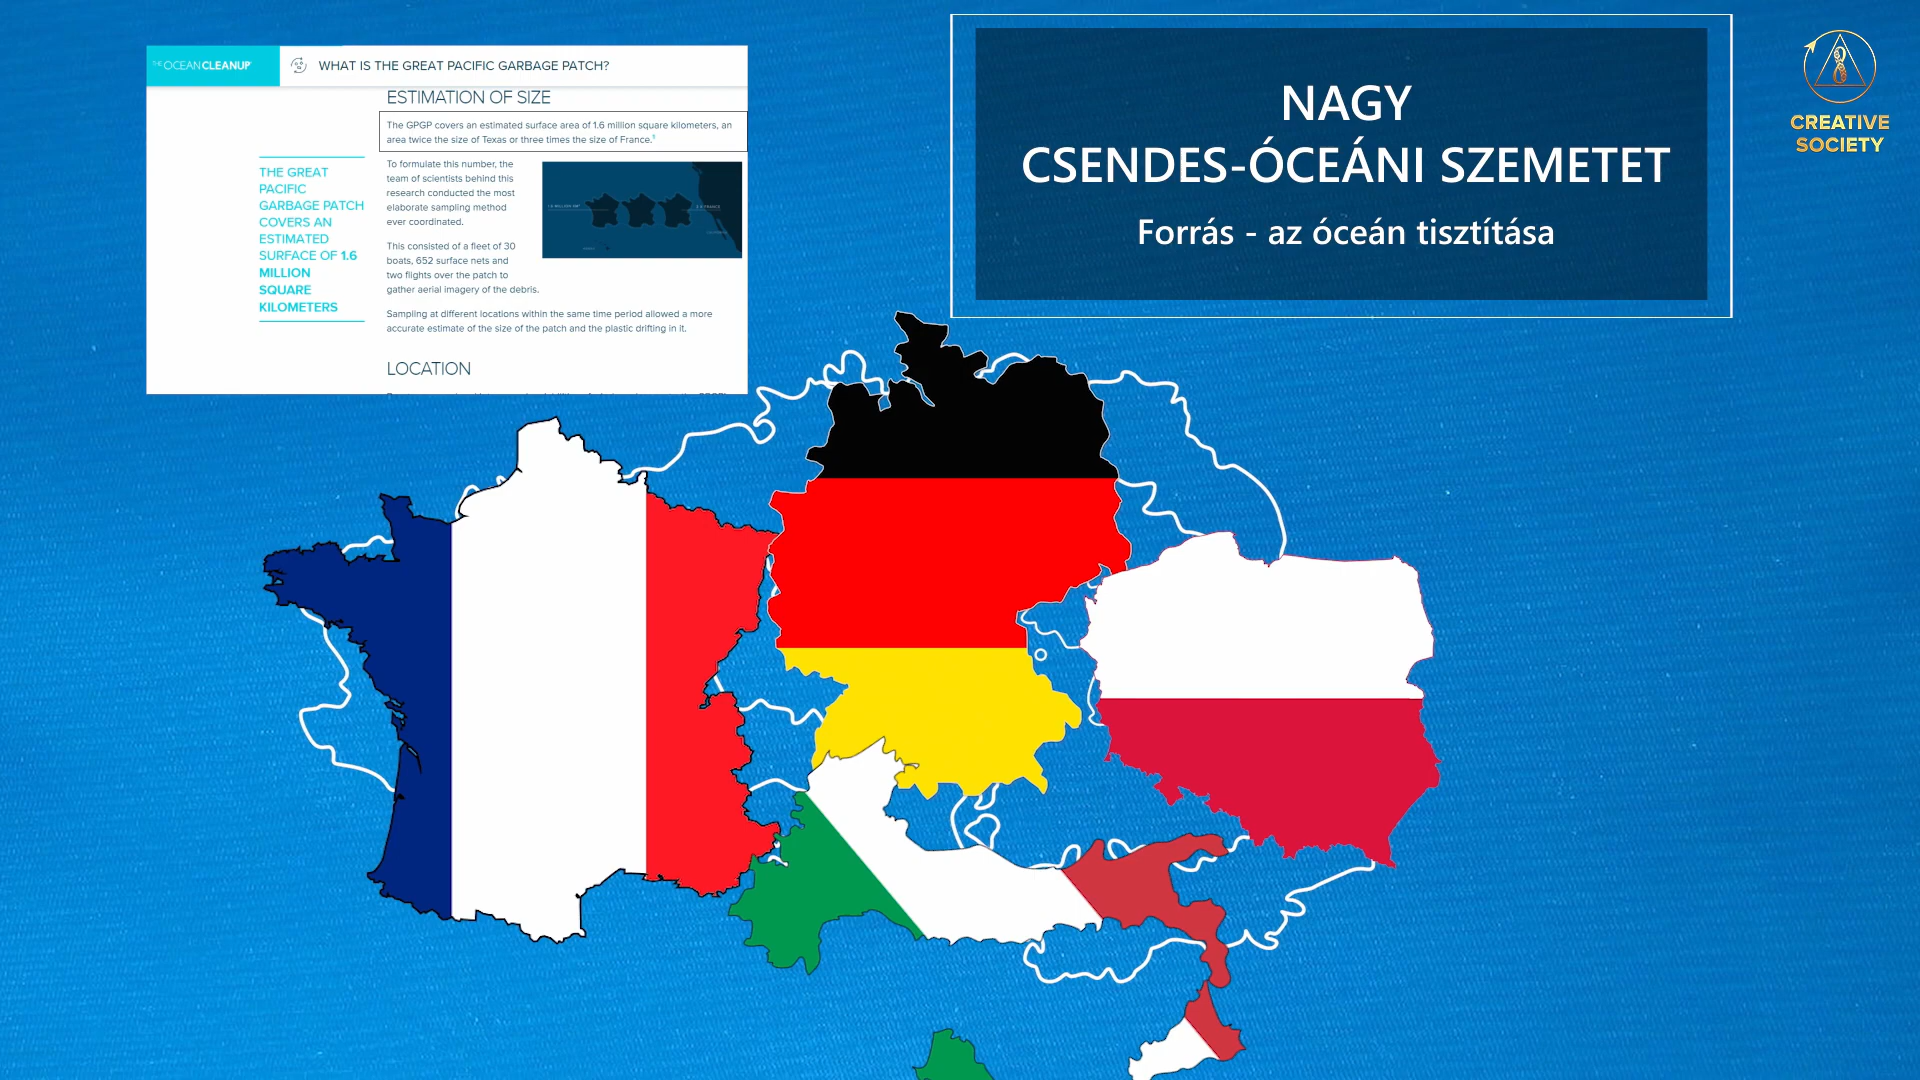 THE OCEAN CLEANUP
WHAT IS THE GREAT PACIFIC GARBAGE PATCH?
ESTIMATION OF SIZE
The GPGP covers an estimated surface area of 1.6 million square kilometers, an
area twice the size of Texas or three times the size of France.1
THE GREAT
PACIFIC
GARBAGE PATCH
COVERS AN
ESTIMATED
SURFACE OF 1.6
MILLION
SQUARE
KILOMETERS
To formulate this number, the
team of scientists behind this
research conducted the most
elaborate sampling method
ever coordinated.
This consisted of a fleet of 30
boats, 652 surface nets and
two flights over the patch to
gather aerial imagery of the debris.
Sampling at different locations within the same time period allowed a more
accurate estimate of the size of the patch and the plastic drifting in it.
LOCATION
NAGY
CSENDES-ÓCEÁNI SZEMETET
Forrás - az óceán tisztítása
CREATIVE
SOCIETY